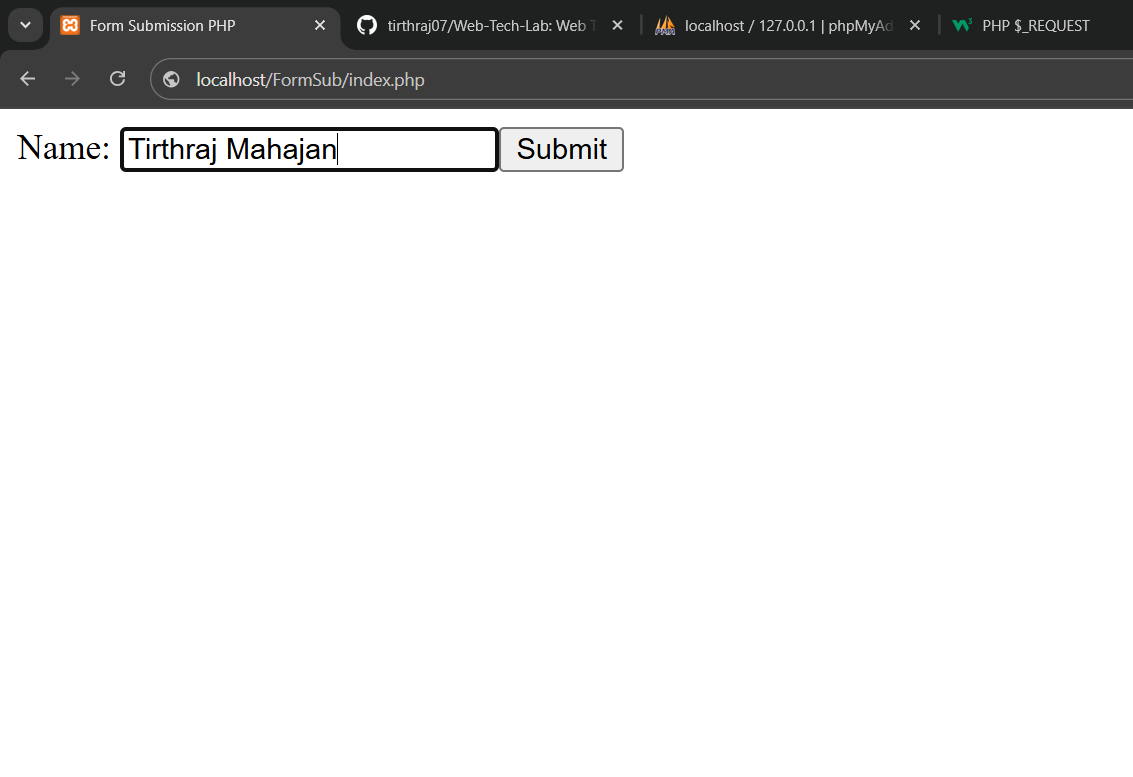 Form Submission PHP
tirthraj07/Web-Tech-Lab: Web T
localhost / 127.0.0.1 | phpMyAd
PHP $_REQUEST
localhost/FormSub/index.php
Name: Tirthraj Mahajan Submit